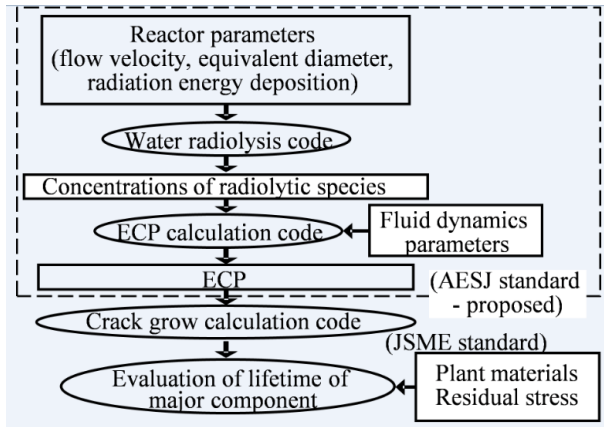 Reactor parameters
(flow velocity, equivalent diameter,
radiation energy deposition)
Water radiolysis code
Concentrations of radiolytic species
ECP calculation code
Fluid dynamics
parameters
ECP
(AESJ standard
- proposed)
Crack grow calculation code
(JSME standard)
Evaluation of lifetime of
major component
Plant materials
Residual stress